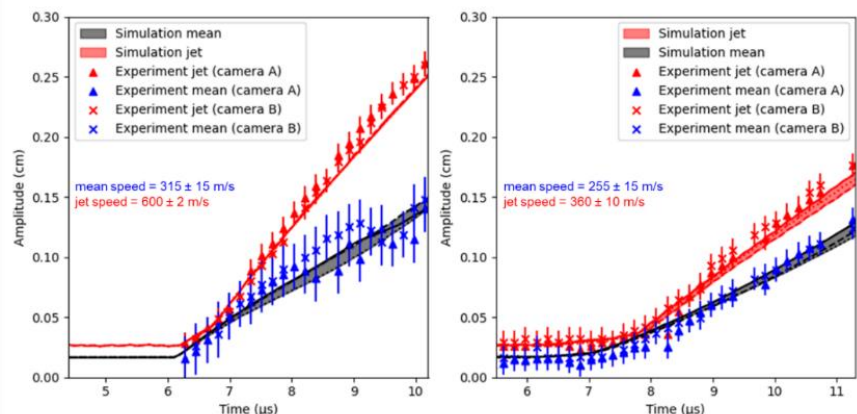 0.30
0.25
0.20
0.15
0.10
0.05
0.00
Amplitude (cm)
Simulation mean
Simulation jet
Experiment jet (camera A)
Experiment mean (camera A)
Experiment jet (camera B)
Experiment mean (camera B)
mean speed = 315 ± 15 m/s
jet speed = 600 ± 2 m/s
5 6 7 8 9 10
Time (μs)
0.30
0.25
0.20
0.15
0.10
0.05
0.00
Amplitude (cm)
Simulation jet
Simulation mean
Experiment jet (camera A)
Experiment mean (camera A)
Experiment jet (camera B)
Experiment mean (camera B)
mean speed = 255 ± 15 m/s
jet speed = 360 ± 10 m/s
6 7 8 9 10 11
Time (μs)